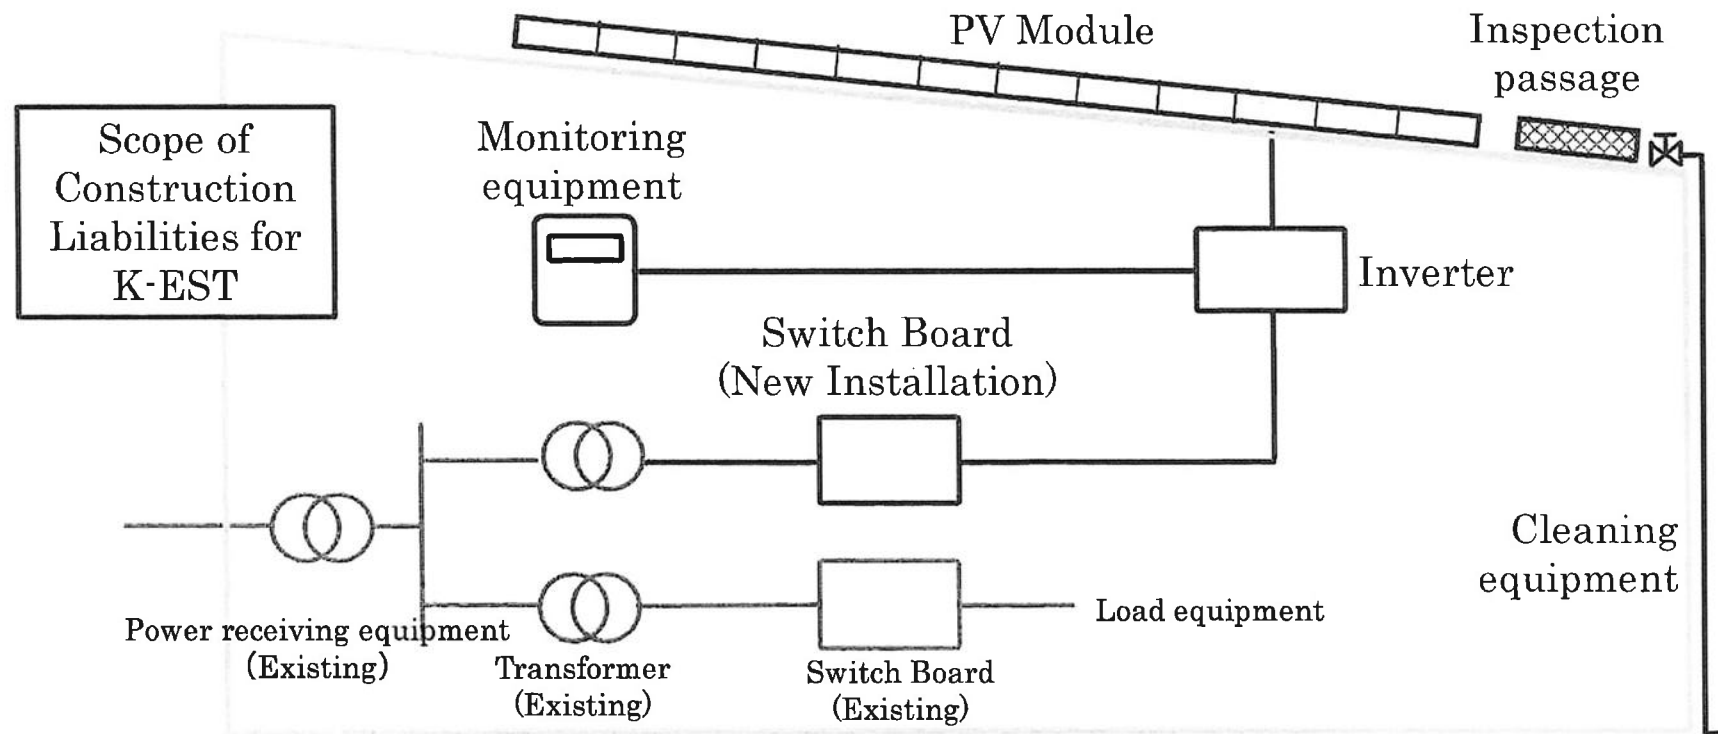 PV Module
Inspection
passage
Scope of
Construction
Liabilities for
K-EST
Monitoring
equipment
Inverter
Switch Board
(New Installation)
Cleaning
equipment
Load equipment
Power receiving equipment
(Existing)
Transformer
(Existing)
Switch Board
(Existing)